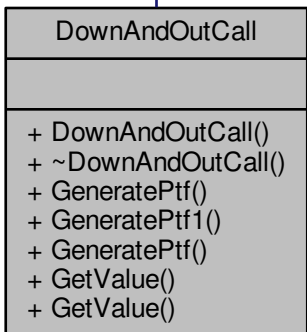 DownAndOutCall
+ DownAndOutCall()
+ ~DownAndOutCall()
+ GeneratePtf()
+ GeneratePtf1()
+ GeneratePtf()
+ GetValue()
+ GetValue()